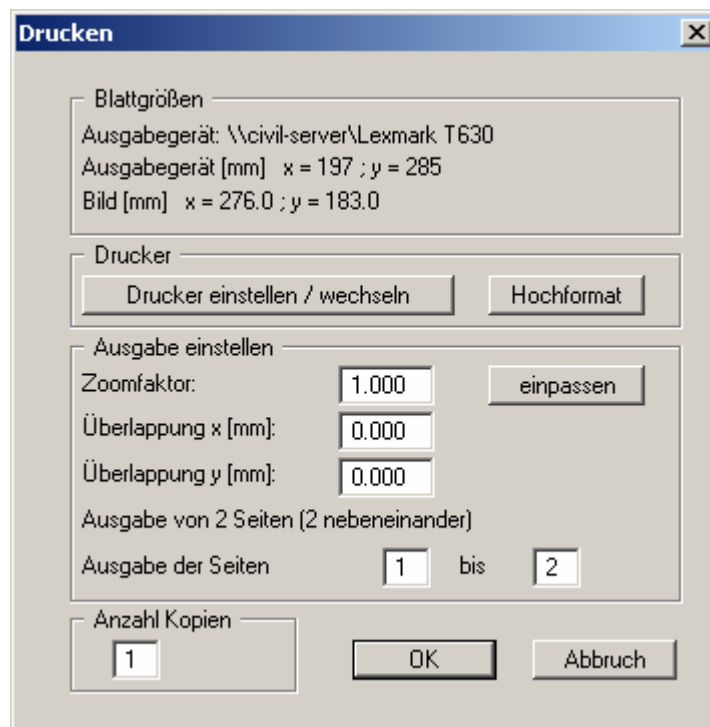 Drucken
Blattgrößen
Ausgabegerät: \\civil-server\Lexmark T630
Ausgabegerät [mm] x = 197 ; y = 285
Bild [mm] x = 276.0 ; y = 183.0
Drucker
Drucker einstellen / wechseln Hochformat
Ausgabe einstellen
Zoomfaktor: 1.000 einpassen
Überlappung x [mm]: 0.000
Überlappung y [mm]: 0.000
Ausgabe von 2 Seiten (2 nebeneinander)
Ausgabe der Seiten 1 bis 2
Anzahl Kopien
1 OK Abbruch